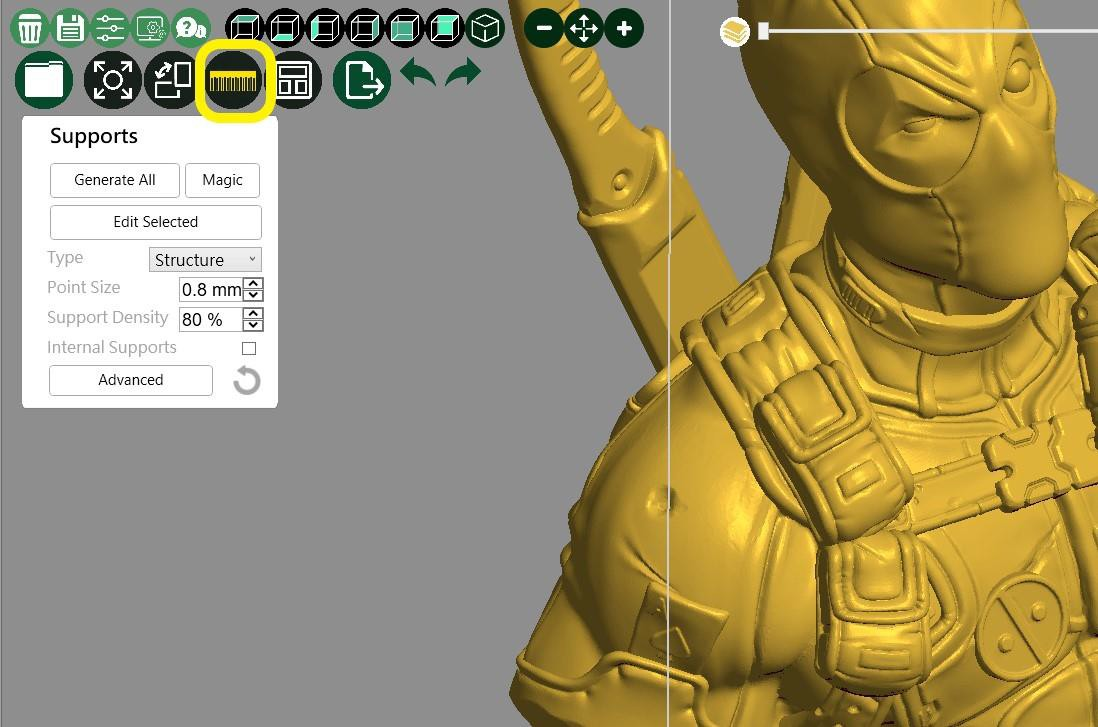 Supports
Generate All Magic
Edit Selected
Type Structure
Point Size 0.8 mm
Support Density 80 %
Internal Supports
Advanced